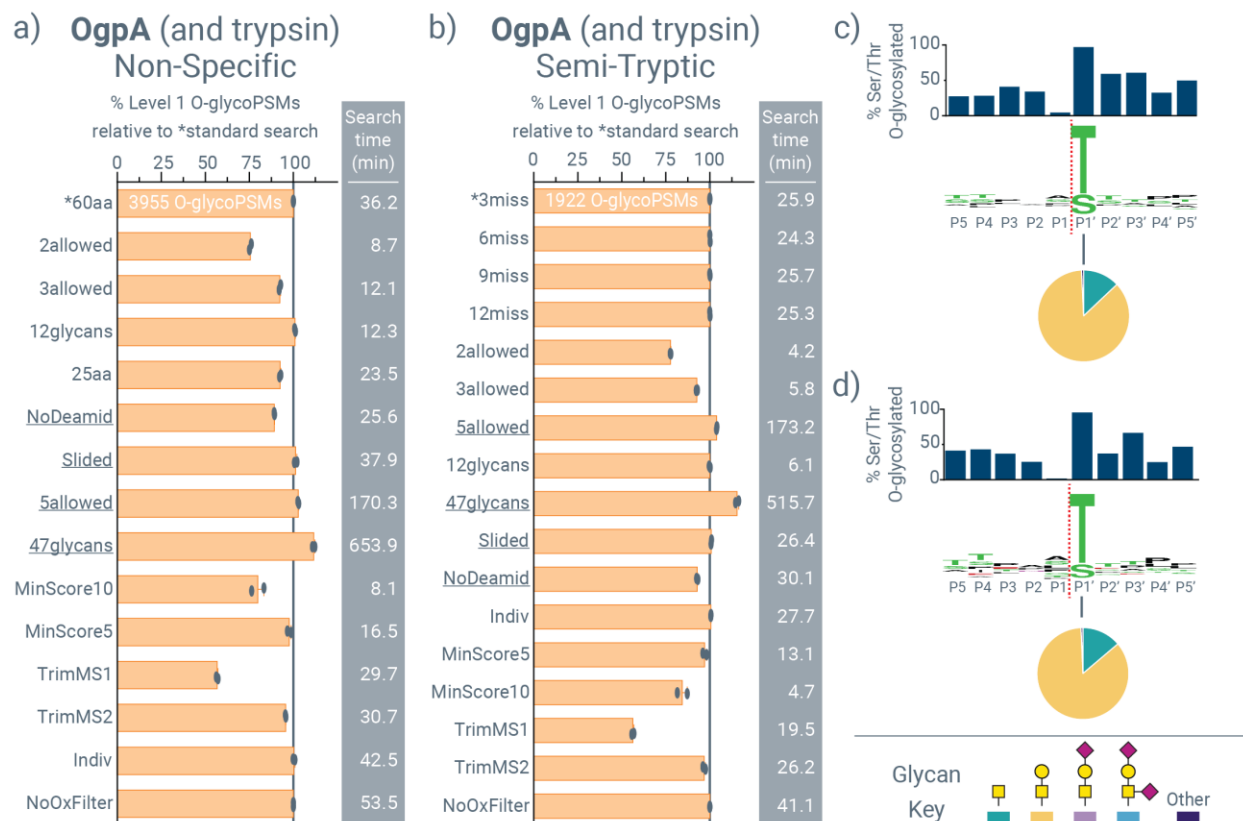 a) OgpA (and trypsin)
Non-Specific
% Level 1 O-glycoPSMs
relative to *standard search
Search
time
(min)
0 25 50 75 100
*60aa 3955 O-glycoPSMs 36.2
2allowed 8.7
3allowed 12.1
12glycans 12.3
25aa 23.5
NoDeamid 25.6
Slided 37.9
5allowed 170.3
47glycans 653.9
MinScore10 8.1
MinScore5 16.5
TrimMS1 29.7
TrimMS2 30.7
Indiv 42.5
NoOxFilter 53.5
b) OgpA (and trypsin)
Semi-Tryptic
% Level 1 O-glycoPSMs
relative to *standard search
Search
time
(min)
0 25 50 75 100
*3miss 1922 O-glycoPSMs 25.9
6miss 24.3
9miss 25.7
12miss 25.3
2allowed 4.2
3allowed 5.8
5allowed 173.2
12glycans 6.1
47glycans 515.7
Slided 26.4
NoDeamid 30.1
Indiv 27.7
MinScore5 13.1
MinScore10 4.7
TrimMS1 19.5
TrimMS2 26.2
NoOxFilter 41.1
c)
% Ser/Thr
O-glycosylated
100
50
0
T
S
P5 P4 P3 P2 P1 P1' P2' P3' P4' P5'
d)
% Ser/Thr
O-glycosylated
100
50
0
T
S
P5 P4 P3 P2 P1 P1' P2' P3' P4' P5'
Glycan
Key
Other